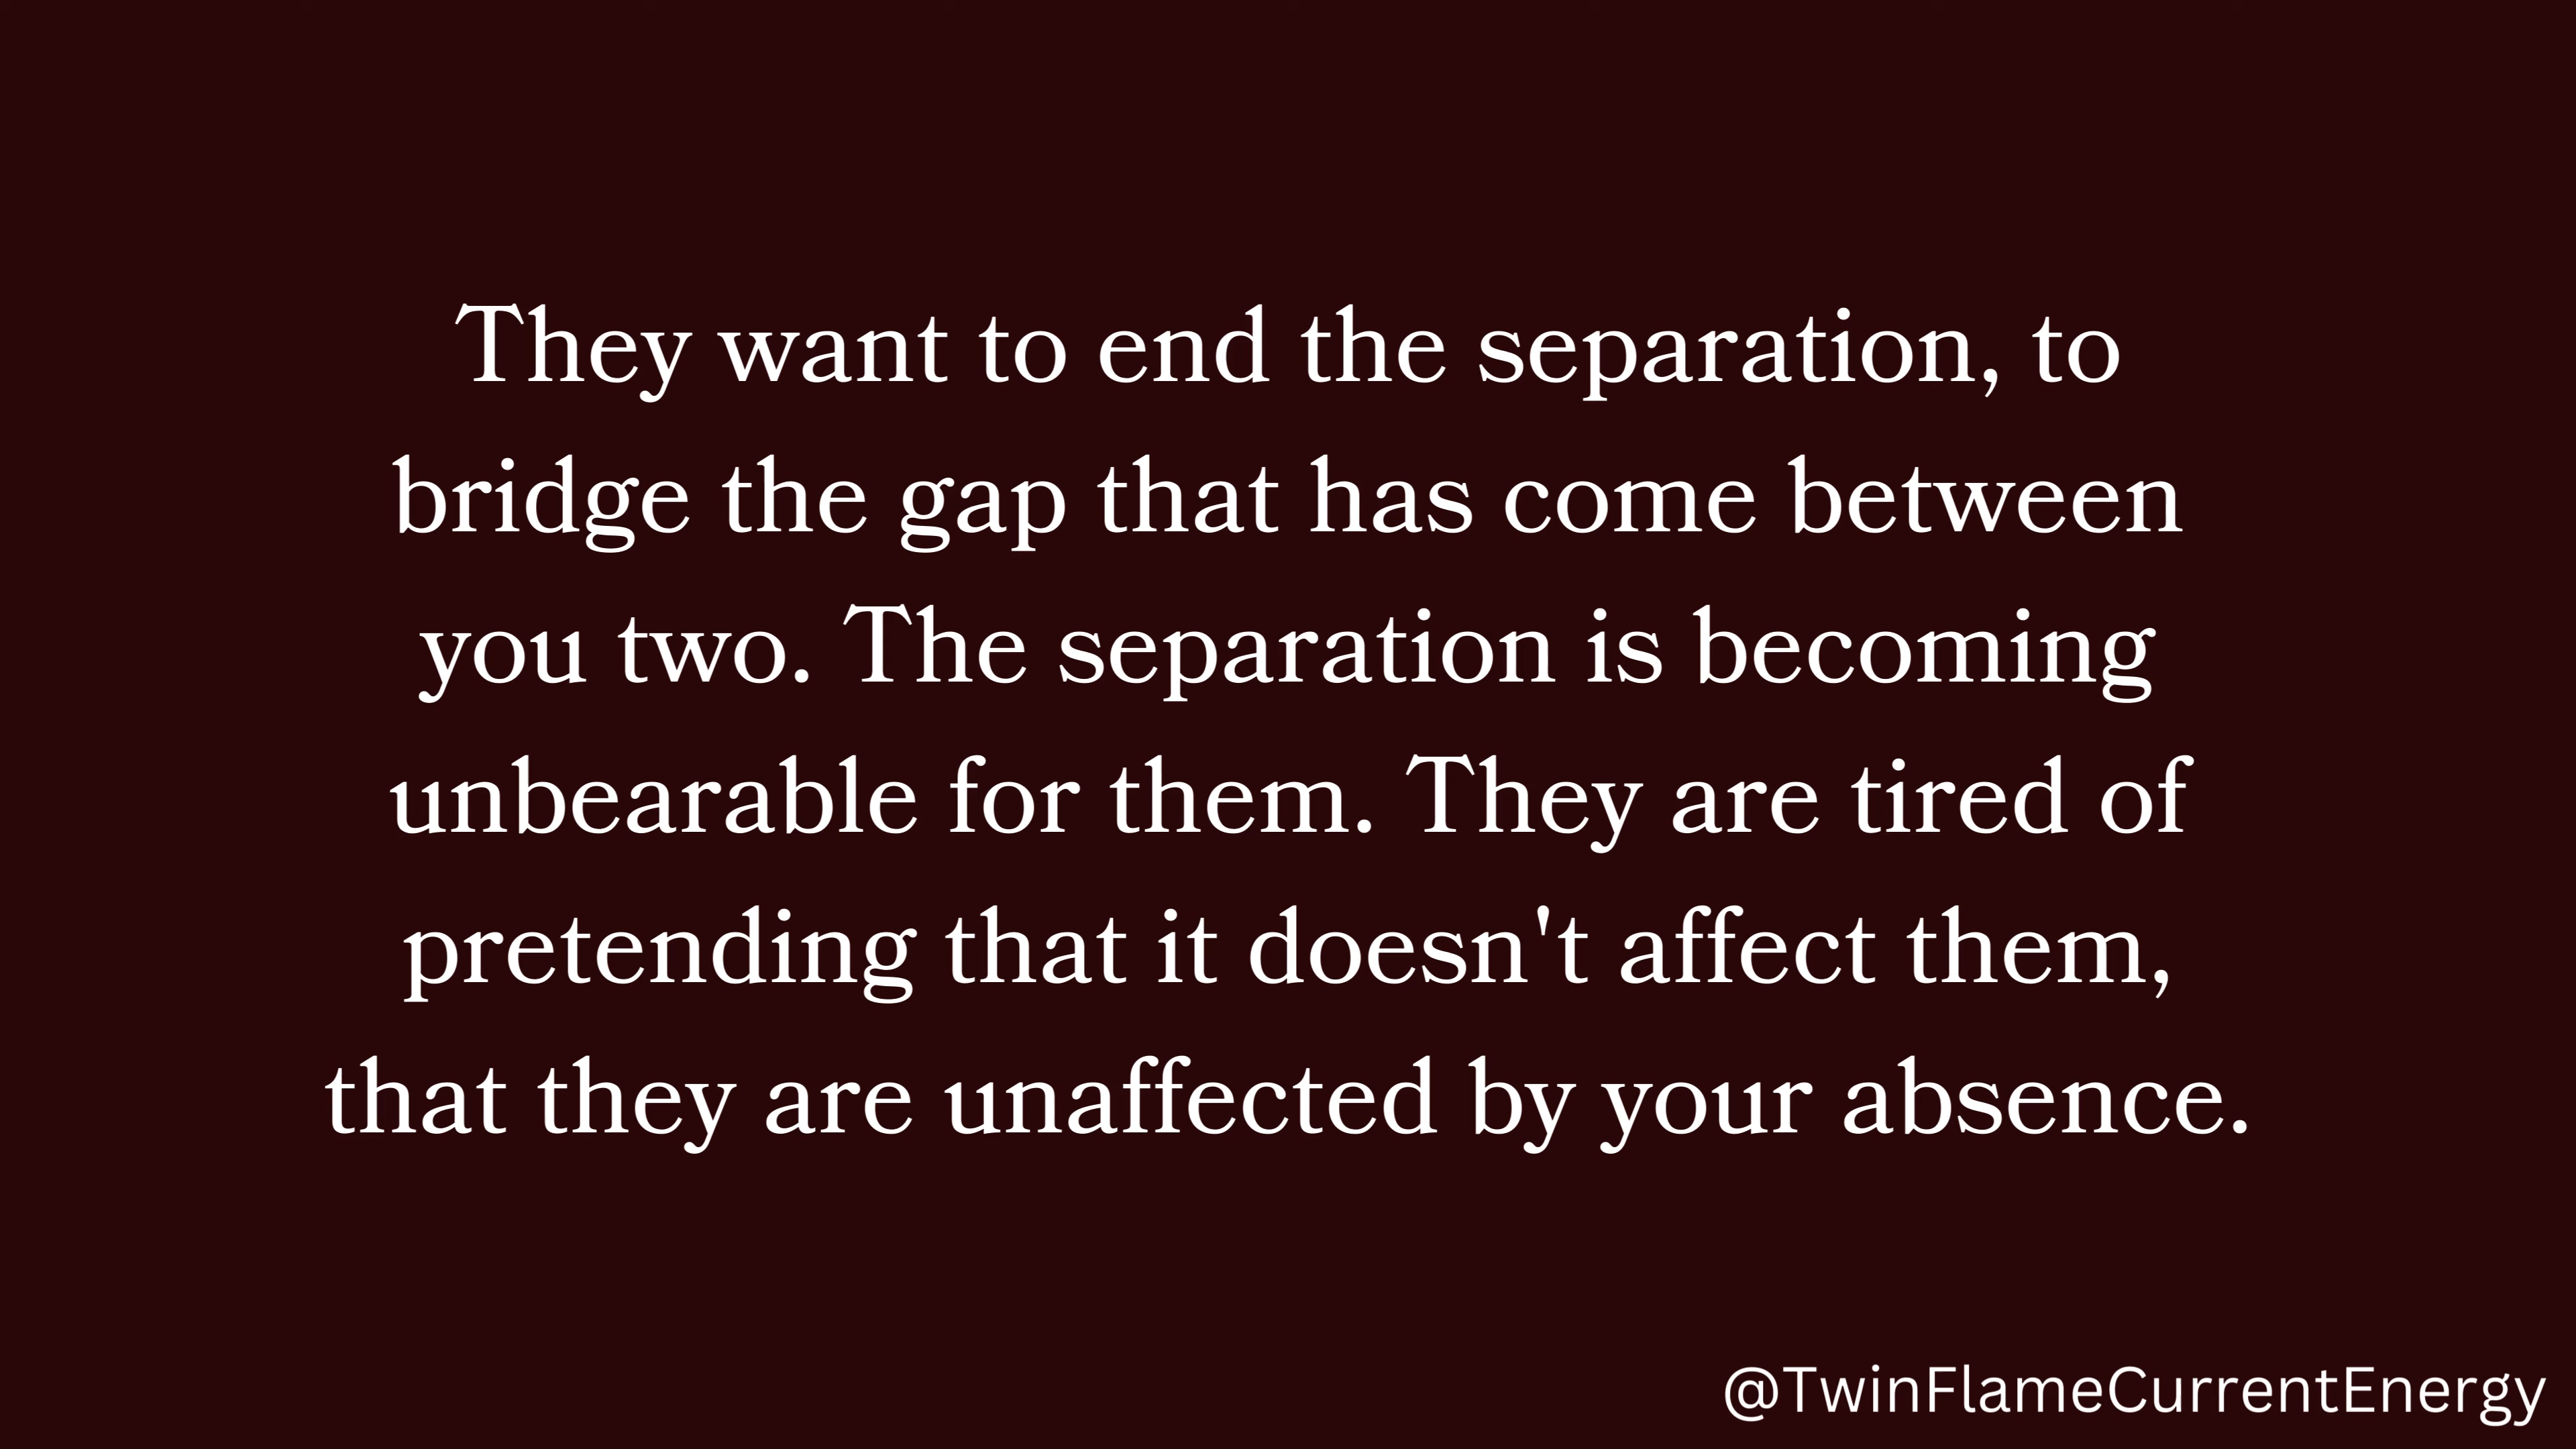 They want to end the separation, to
bridge the gap that has come between
you two. The separation is becoming
unbearable for them. They are tired of
pretending that it doesn't affect them,
that they are unaffected by your absence.
@TwinFlameCurrentEnergy